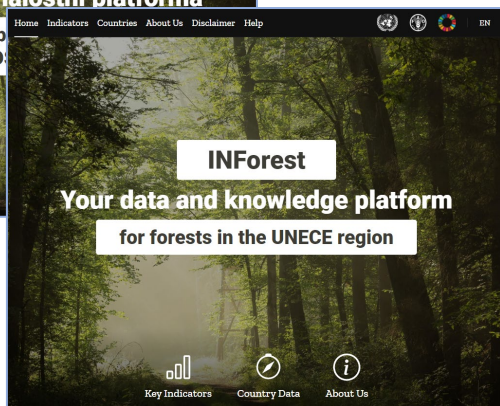 platforma
Home Indicators Countries About Us Disclaimer Help EN
INForest
Your data and knowledge platform
for forests in the UNECE region
Key Indicators Country Data About Us